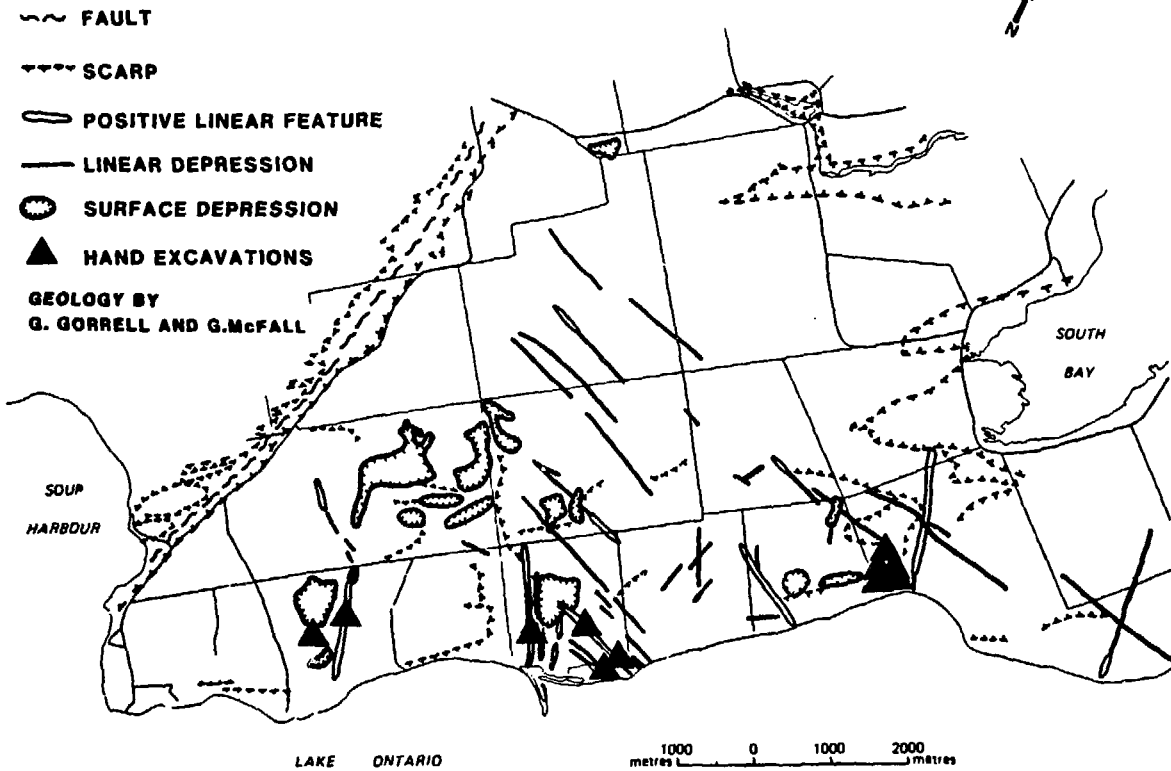 N
FAULT
SCARP
POSITIVE LINEAR FEATURE
LINEAR DEPRESSION
SURFACE DEPRESSION
HAND EXCAVATIONS
GEOLOGY BY
G. GORRELL AND G.McFALL
SOUTH
BAY
SOUP
HARBOUR
LAKE ONTARIO
1000 0 1000 2000
metres metres